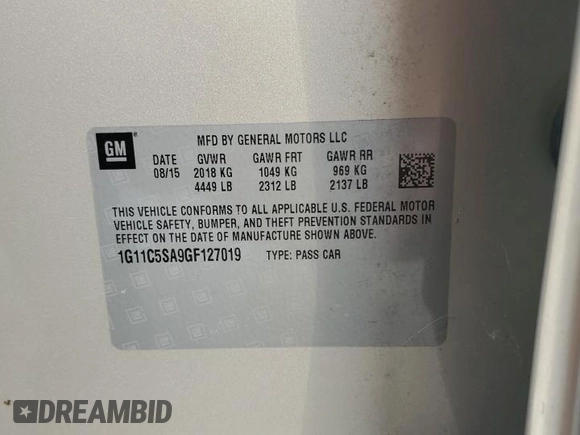 GM
MFD BY GENERAL MOTORS LLC
DATE GVWR GAWR FRT GAWR RR
08/15 2018 KG 1049 KG 969 KG
4449 LB 2312 LB 2137 LB
THIS VEHICLE CONFORMS TO ALL APPLICABLE U.S. FEDERAL MOTOR
VEHICLE SAFETY, BUMPER, AND THEFT PREVENTION STANDARDS IN
EFFECT ON THE DATE OF MANUFACTURE SHOWN ABOVE.
1G11C5SA9GF127019 TYPE: PASS CAR
DREAMBID